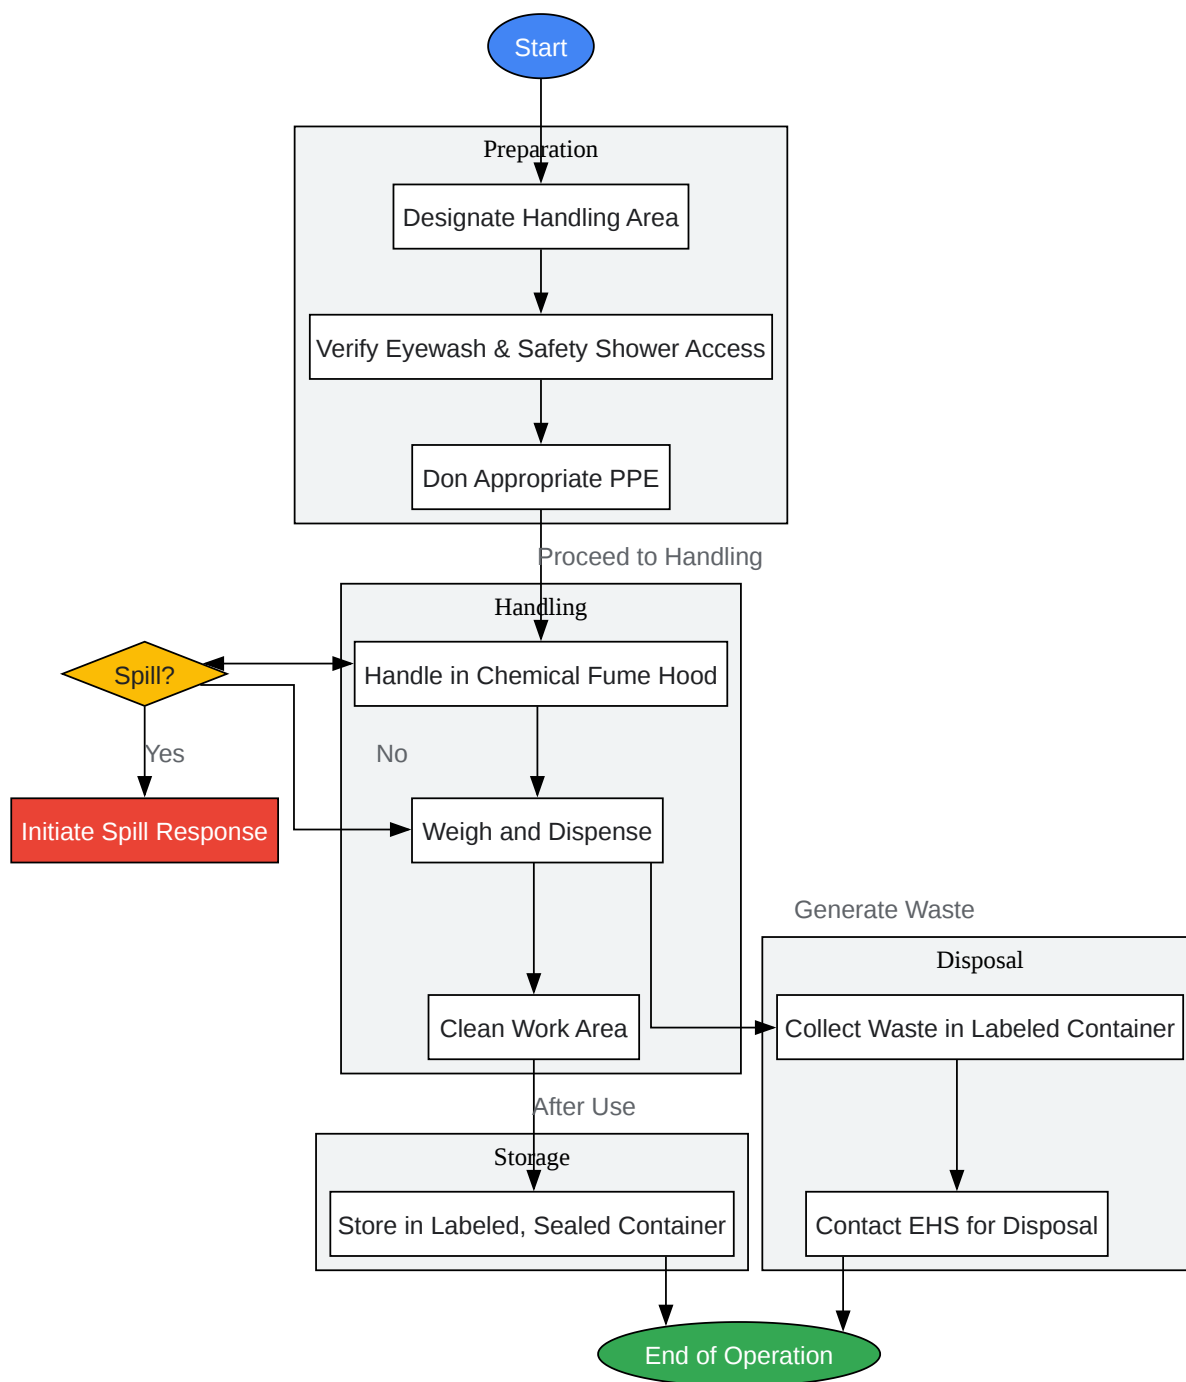 Start
Preparation
Designate Handling Area
Verify Eyewash & Safety Shower Access
Don Appropriate PPE
Proceed to Handling
Handling
Spill?
Handle in Chemical Fume Hood
Yes
No
Initiate Spill Response
Weigh and Dispense
Generate Waste
Disposal
Clean Work Area
Collect Waste in Labeled Container
After Use
Storage
Store in Labeled, Sealed Container
Contact EHS for Disposal
End of Operation